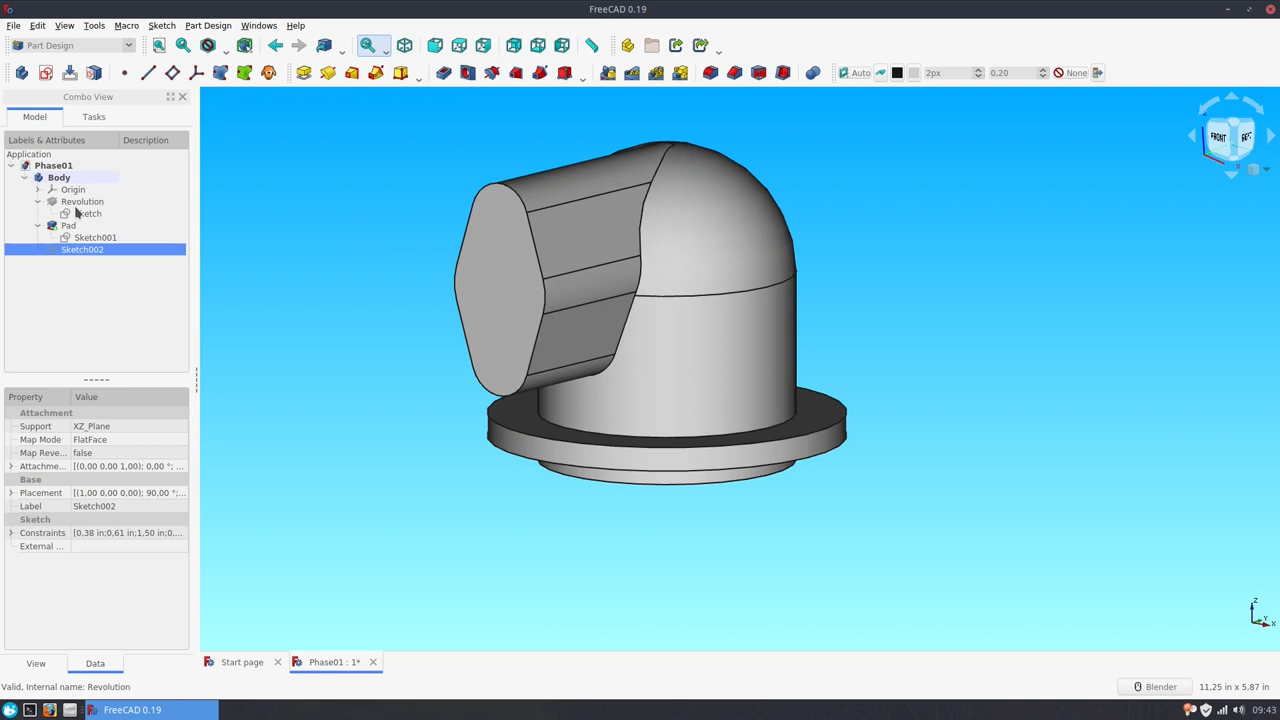 FreeCAD 0.19
File Edit View Tools Macro Sketch Part Design Windows Help
Part Design
Auto 2px 0,20 None
Combo View
Model Tasks
Labels & Attributes Description
Application
Phase01
Body
Origin
Revolution
Pad
Sketch001
Sketch002
FRONT
Property Value
Attachment
Support XZ_Plane
Map Mode FlatFace
Map Reve... false
Attachme... [(0,00 0,00 1,00); 0,00 °; ...
Base
Placement [(1,00 0,00 0,00); 90,00 °;...
Label Sketch002
Sketch
Constraints [0,38 in;0,61 in;1,50 in;0,...
External ...
Z
Y
X
View Data
Start page Phase01 : 1*
Valid, Internal name: Revolution
Blender 11.25 in x 5,87 in
FreeCAD 0.19
09:43